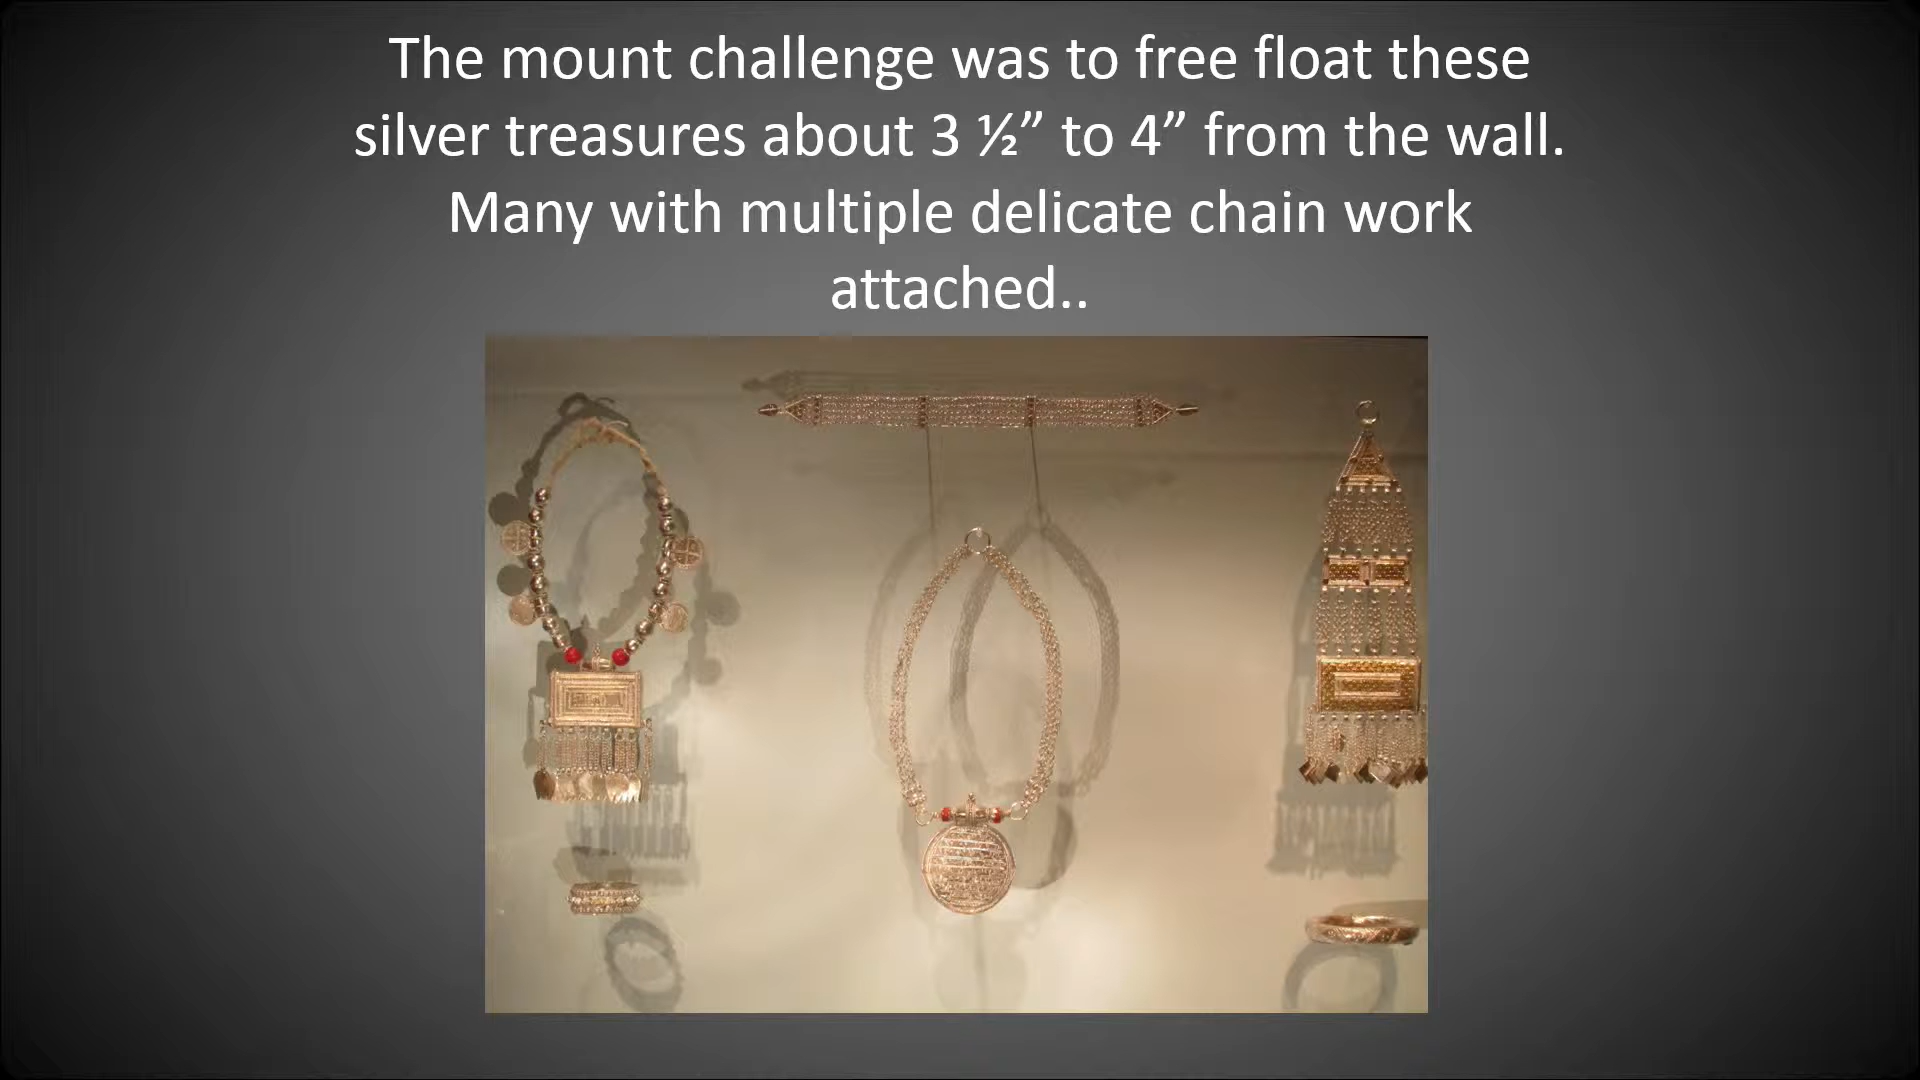 The mount challenge was to free float these
silver treasures about 3 ½” to 4” from the wall.
Many with multiple delicate chain work
attached..